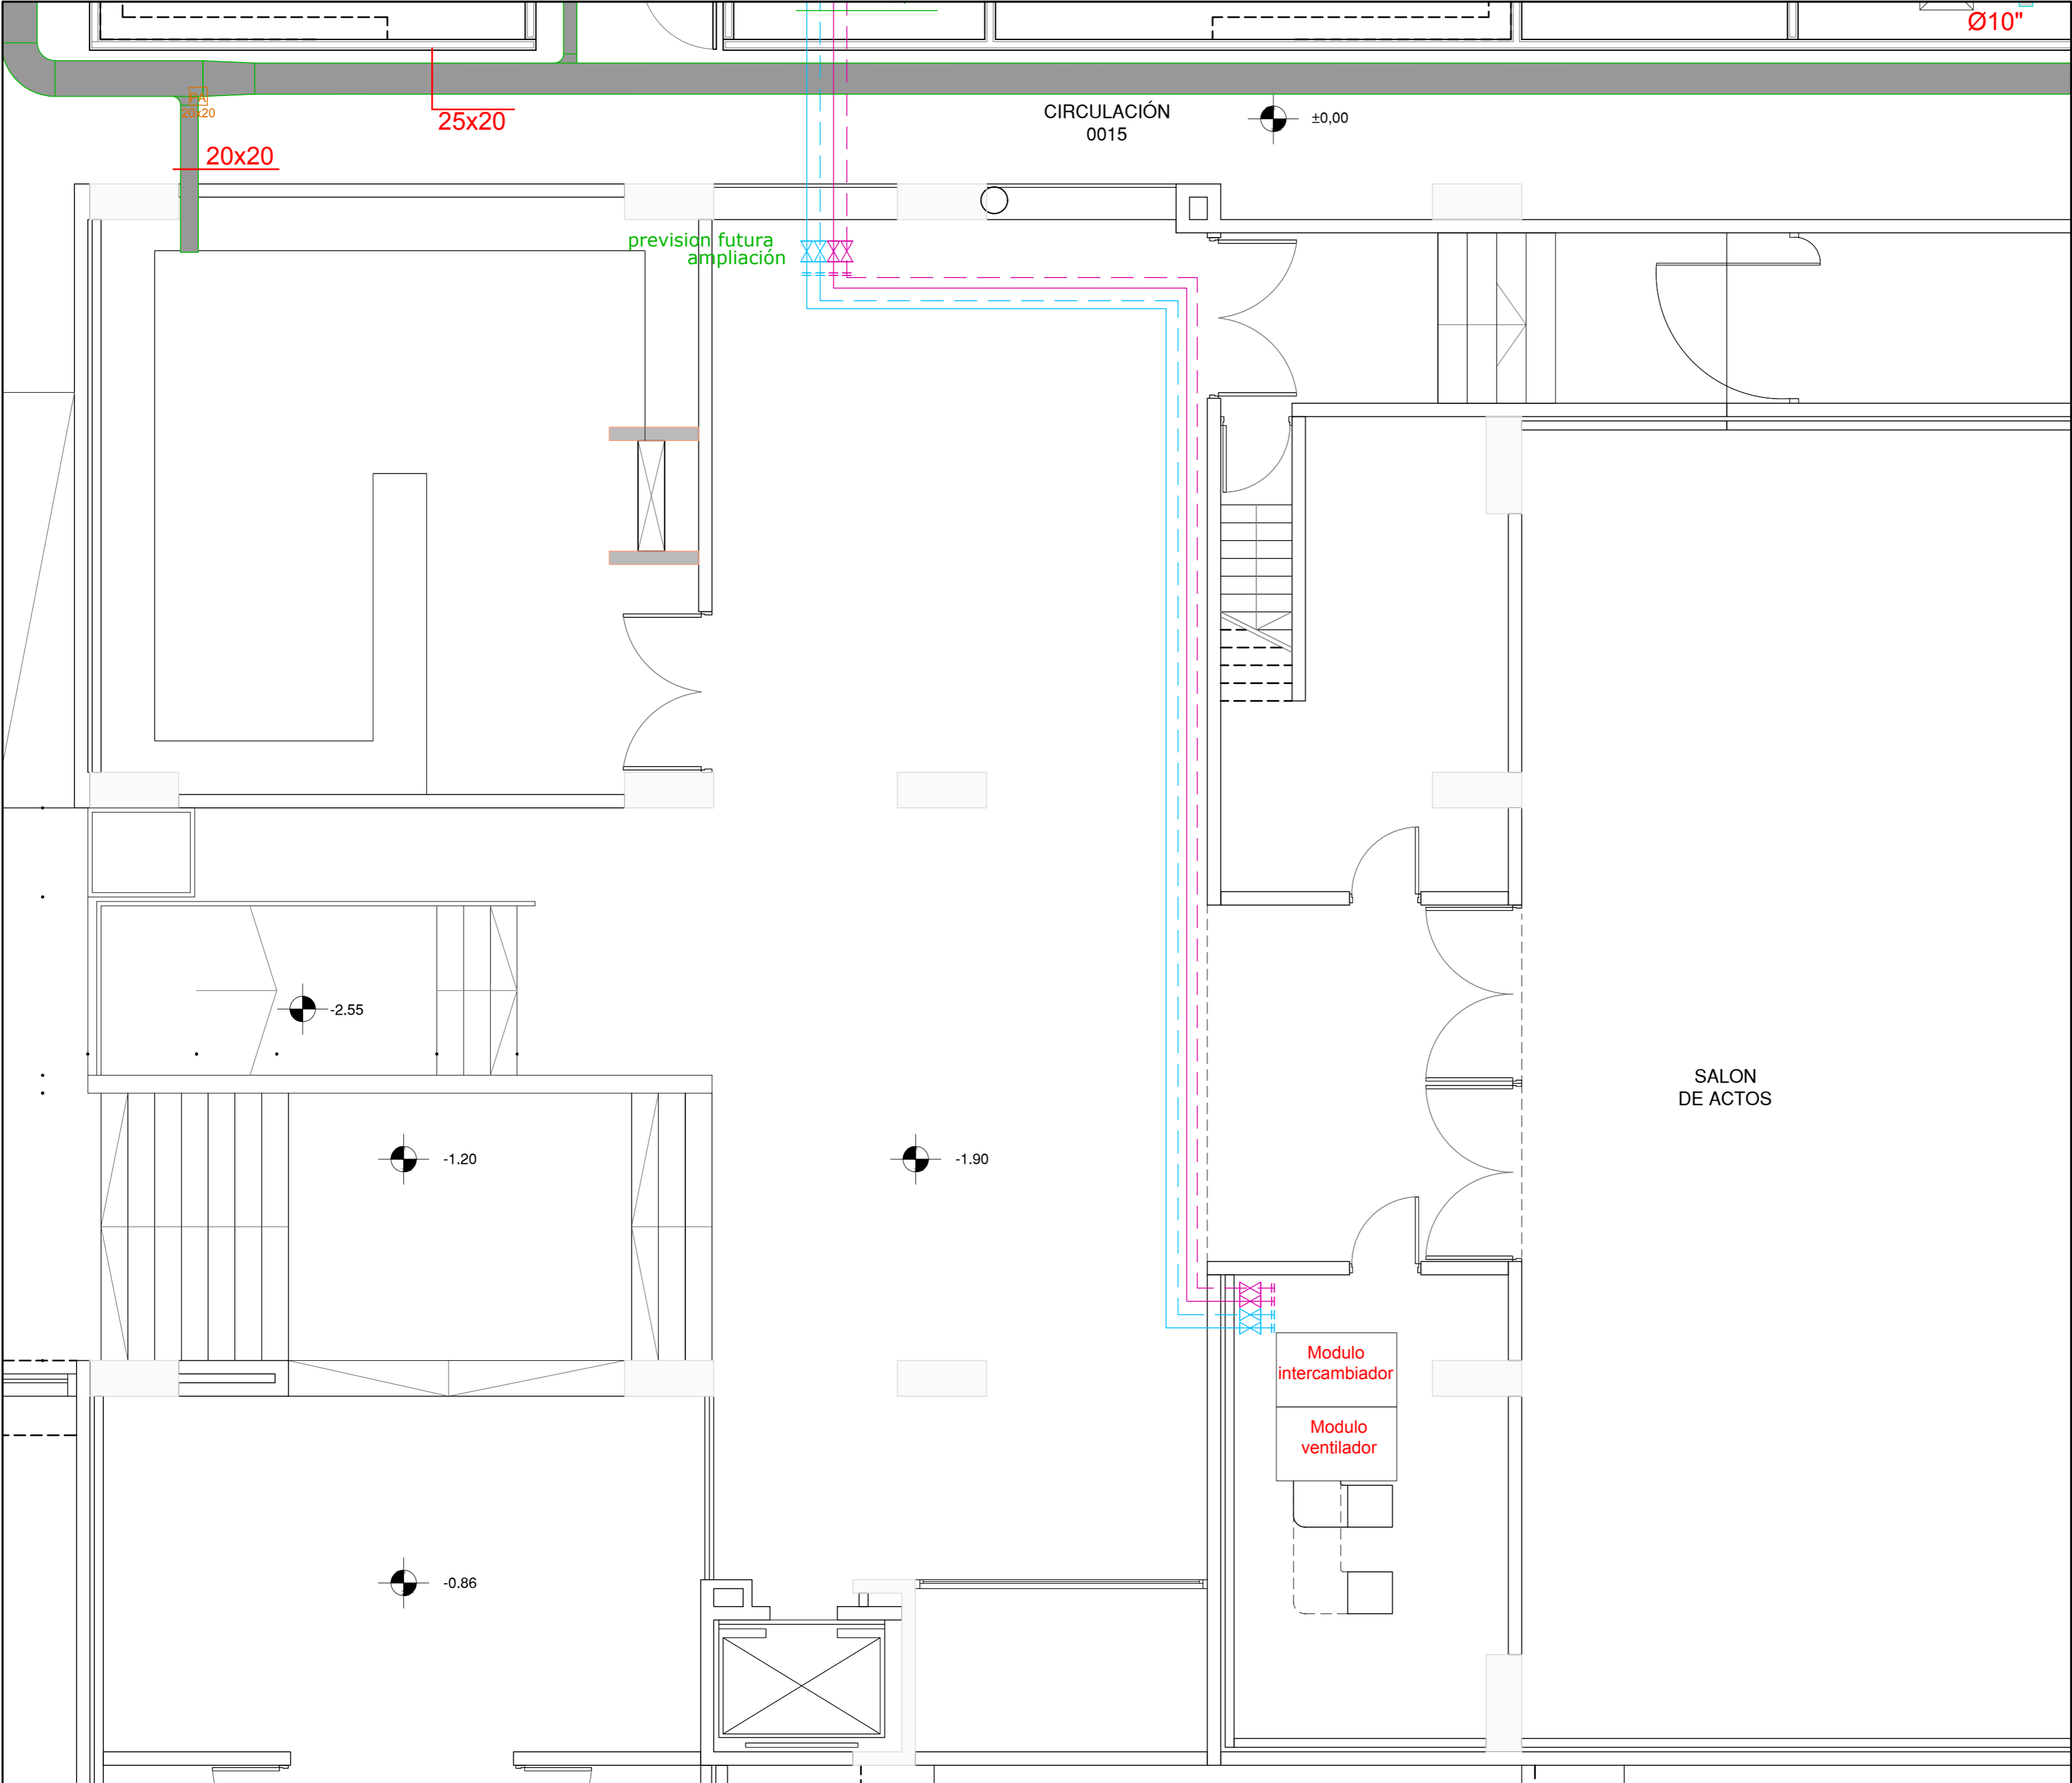 Ø10"
PA
20x20
25x20
CIRCULACIÓN
0015
±0,00
20x20
prevision futura
ampliación
-2.55
SALON
DE ACTOS
-1.20
-1.90
Modulo
intercambiador
Modulo
ventilador
-0.86